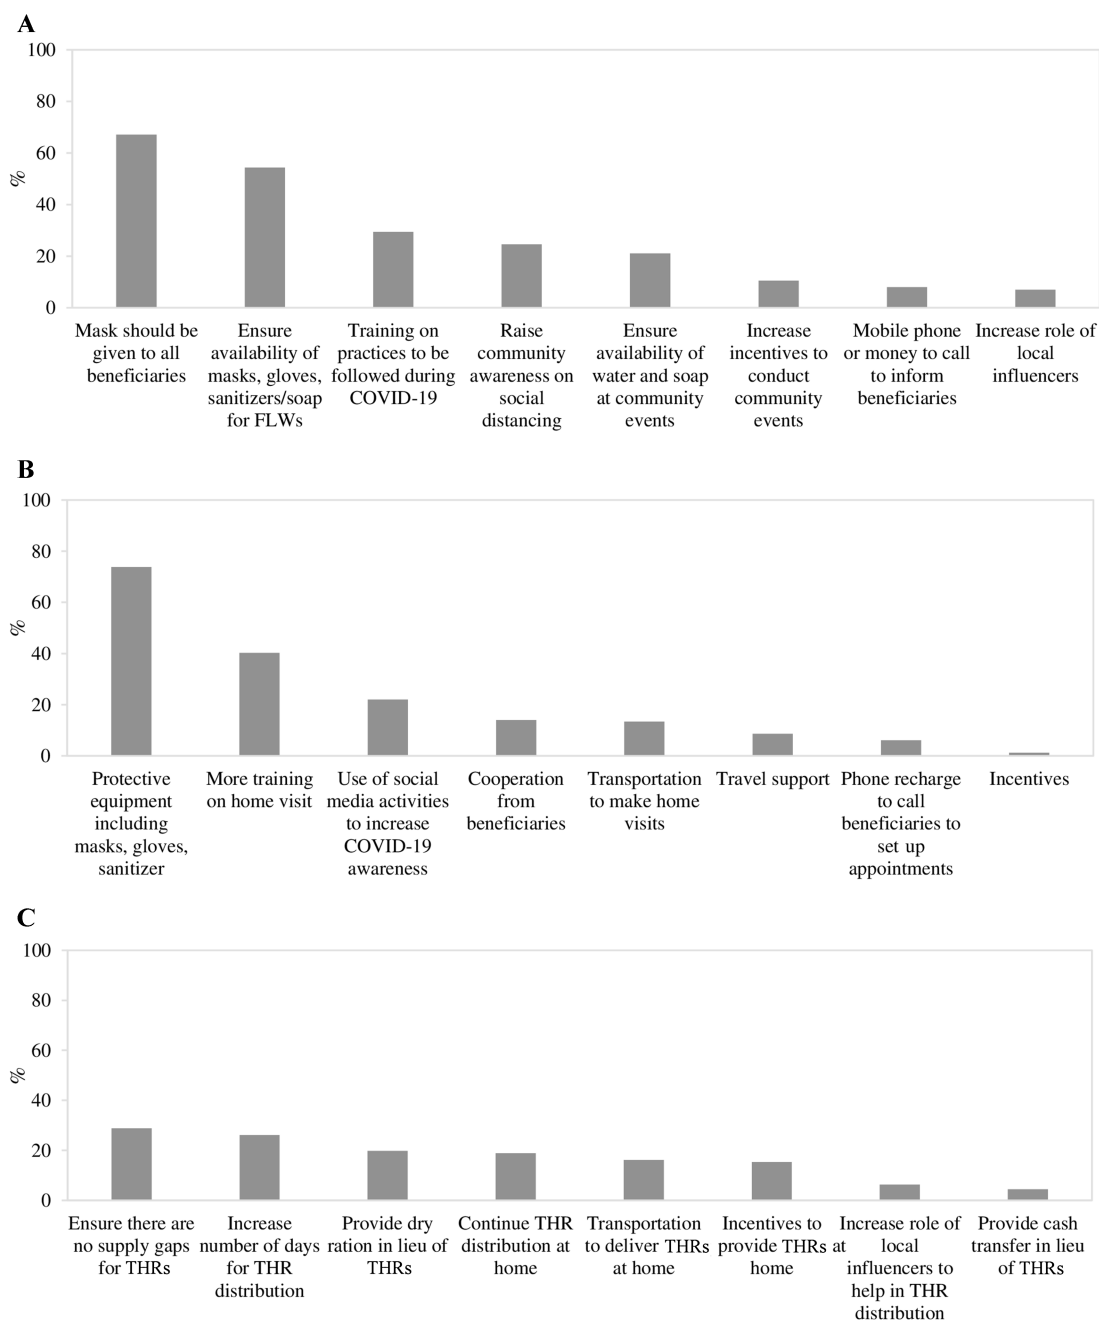 A
100
80
60
%
40
20
0
Mask should be
given to all
beneficiaries
Ensure
availability of
masks, gloves,
sanitizers/soap
for FLWs
Training on
practices to be
followed during
COVID-19
Raise
community
awareness on
social
distancing
Ensure
availability of
water and soap
at community
events
Increase
incentives to
conduct
community
events
Mobile phone
or money to call
to inform
beneficiaries
Increase role of
local
influencers
B
100
80
60
%
40
20
0
Protective
equipment
including
masks, gloves,
sanitizer
More training
on home visit
Use of social
media activities
to increase
COVID-19
awareness
Cooperation
from
beneficiaries
Transportation
to make home
visits
Travel support
Phone recharge
to call
beneficiaries to
set up
appointments
Incentives
C
100
80
60
%
40
20
0
Ensure there are
no supply gaps
for THRs
Increase
number of days
for THR
distribution
Provide dry
ration in lieu of
THRs
Continue THR
distribution at
home
Transportation
to deliver THRs
at home
Incentives to
provide THRs at
home
Increase role of
local
influencers to
help in THR
distribution
Provide cash
transfer in lieu
of THRs